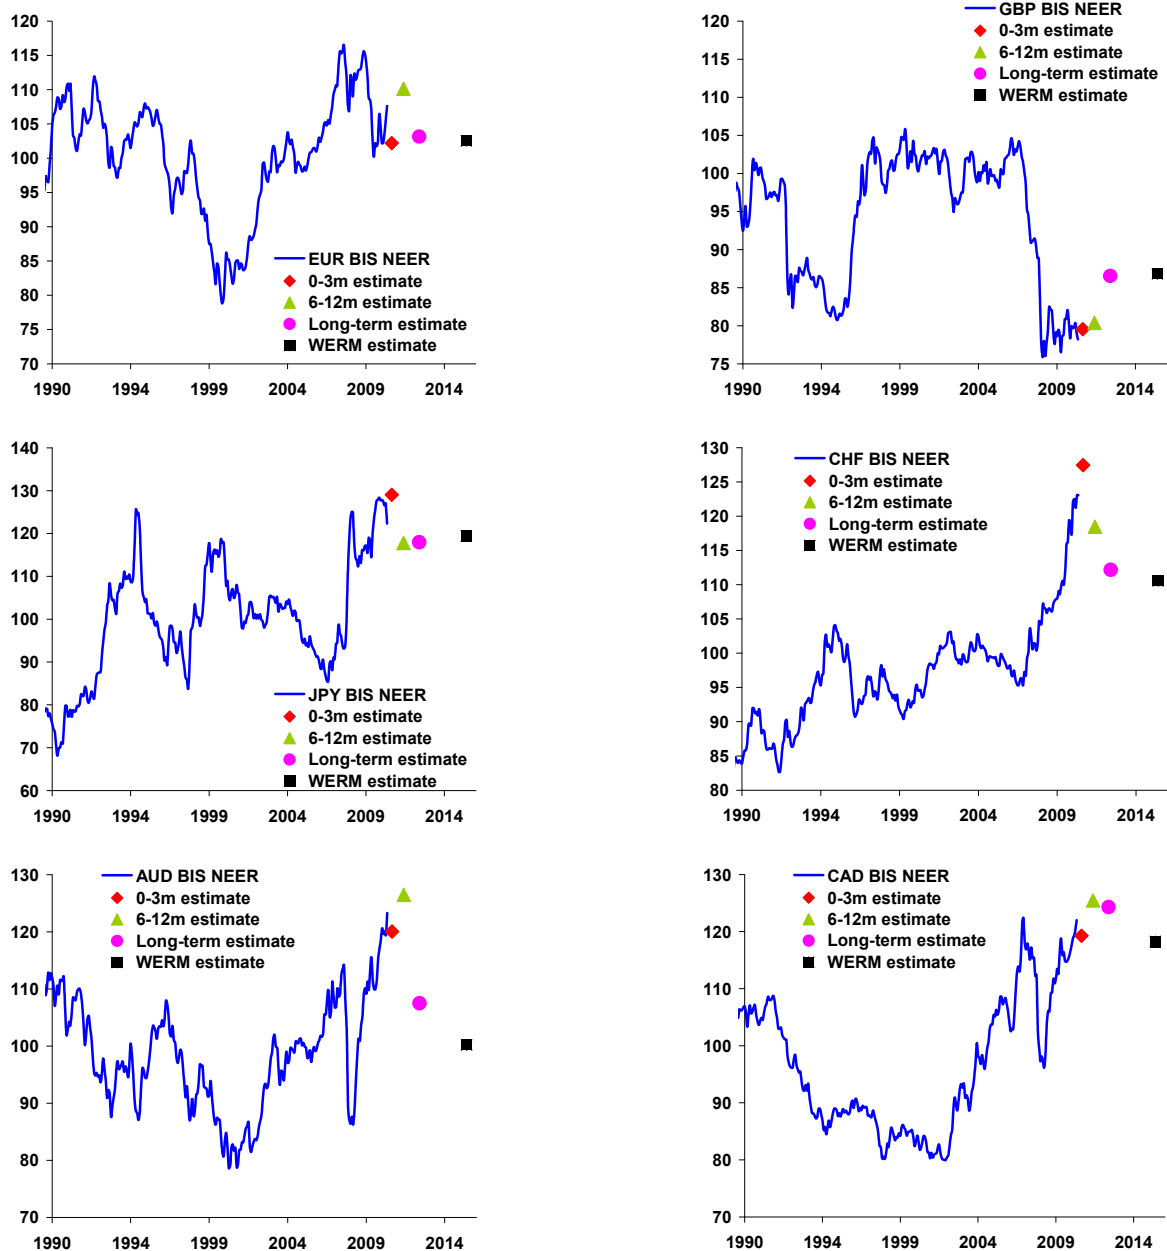 120
115
110
105
100
95
90
85
80
75
70
1990 1994 1999 2004 2009 2014
EUR BIS NEER
0-3m estimate
6-12m estimate
Long-term estimate
WERM estimate
GBP BIS NEER
0-3m estimate
6-12m estimate
Long-term estimate
WERM estimate
120
115
110
105
100
95
90
85
80
75
1990 1994 1999 2004 2009 2014
140
130
120
110
100
90
80
70
60
1990 1994 1999 2004 2009 2014
JPY BIS NEER
0-3m estimate
6-12m estimate
Long-term estimate
WERM estimate
130
125
120
115
110
105
100
95
90
85
80
1990 1994 1999 2004 2009 2014
CHF BIS NEER
0-3m estimate
6-12m estimate
Long-term estimate
WERM estimate
130
120
110
100
90
80
70
1990 1994 1999 2004 2009 2014
AUD BIS NEER
0-3m estimate
6-12m estimate
Long-term estimate
WERM estimate
130
120
110
100
90
80
70
1990 1994 1999 2004 2009 2014
CAD BIS NEER
0-3m estimate
6-12m estimate
Long-term estimate
WERM estimate